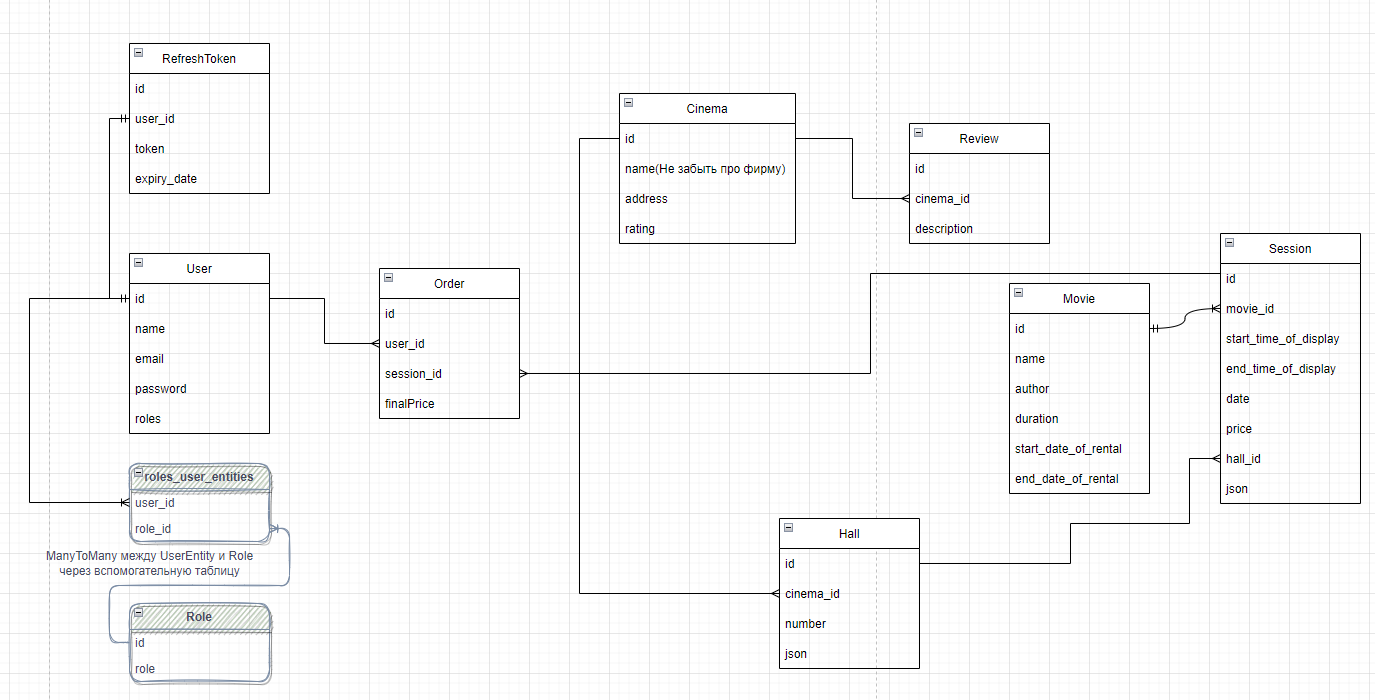 RefreshToken
id
user_id
token
expiry_date
User
id
name
email
password
roles
roles_user_entities
user_id
role_id
ManyToMany между UserEntity и Role
через вспомогательную таблицу
Role
id
role
Order
id
user_id
session_id
finalPrice
Cinema
id
name(Не забыть про фирму)
address
rating
Review
id
cinema_id
description
Movie
id
name
author
duration
start_date_of_rental
end_date_of_rental
Session
id
movie_id
start_time_of_display
end_time_of_display
date
price
hall_id
json
Hall
id
cinema_id
number
json